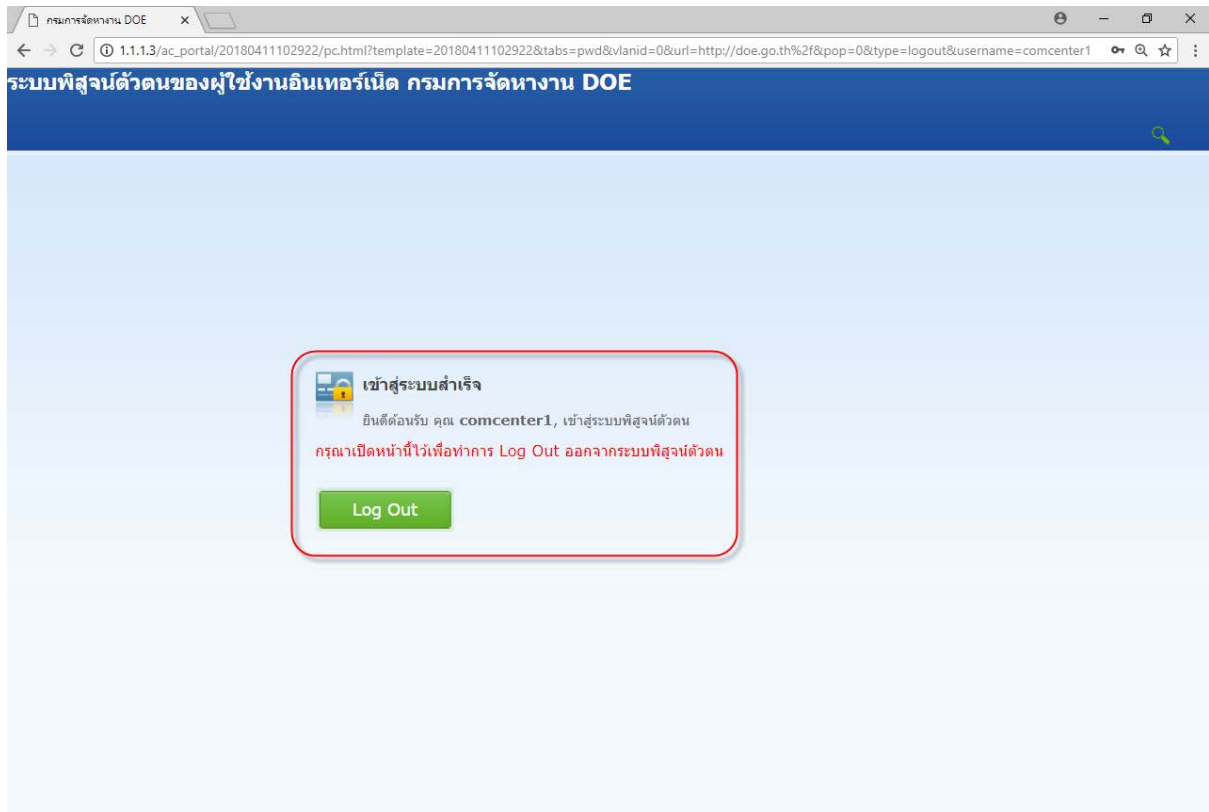 กรมการจัดหางาน DOE
1.1.1.3/ac_portal/20180411102922/pc.html?template=20180411102922&tabs=pwd&vlanid=0&url=http://doe.go.th%2f&pop=0&type=logout&username=comcenter1
ระบบพิสูจน์ตัวตนของผู้ใช้งานอินเทอร์เน็ต กรมการจัดหางาน DOE
เข้าสู่ระบบสำเร็จ
ยินดีต้อนรับ คุณ comcenter1, เข้าสู่ระบบพิสูจน์ตัวตน
กรุณาเปิดหน้านี้ไว้เพื่อทำการ Log Out ออกจากระบบพิสูจน์ตัวตน
Log Out